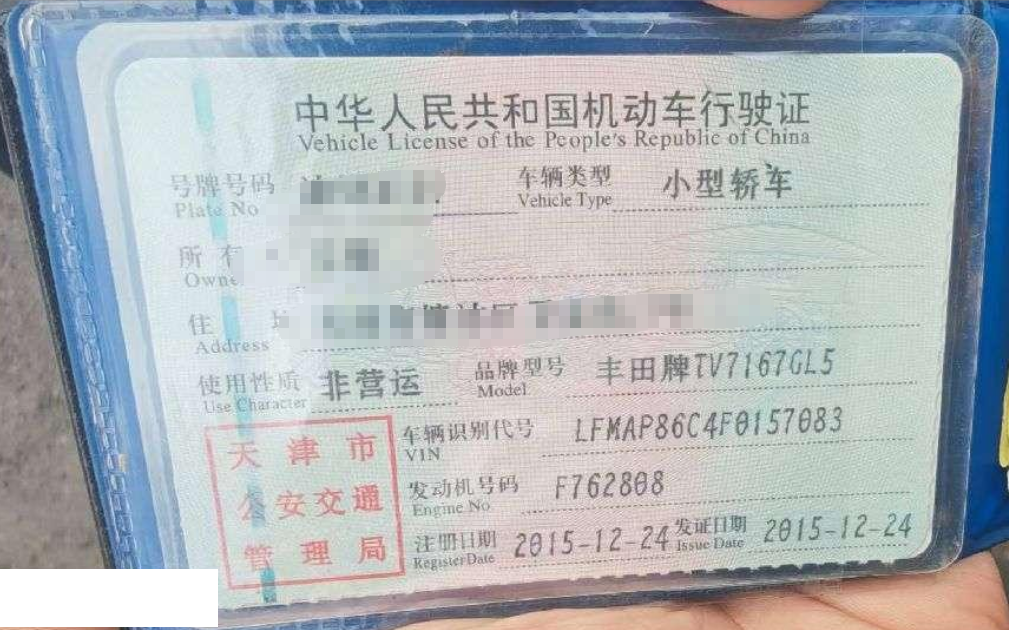 中华人民共和国机动车行驶证
Vehicle License of the People's Republic of China
号牌号码 车辆类型 小型轿车
Plate No Vehicle Type
所有
Owne
住
Address
使用性质 非营运 品牌型号 丰田牌TV7167GL5
Use Character Model
天津市 车辆识别代号 LFMAP86C4F0157083
VIN
公安交通 发动机号码 F762808
Engine No.
管理局 注册日期 2015-12-24 发证日期 2015-12-24
Register Date Issue Date